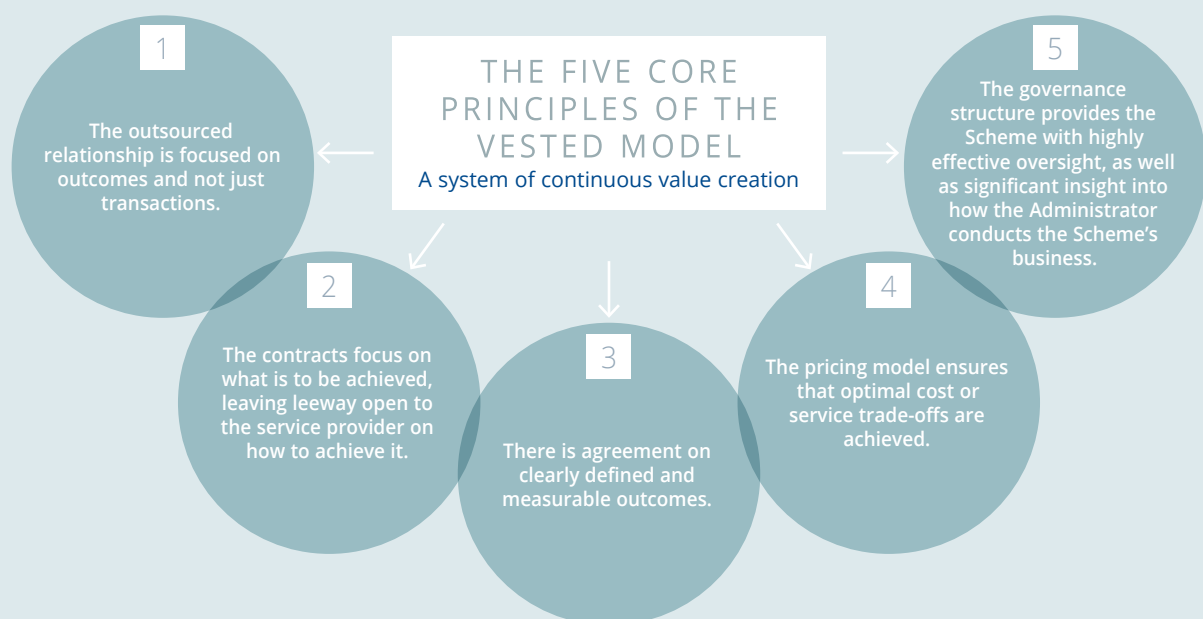 THE FIVE CORE
PRINCIPLES OF THE
VESTED MODEL
A system of continuous value creation
1
The outsourced
relationship is focused on
outcomes and not just
transactions.
2
The contracts focus on
what is to be achieved,
leaving leeway open to
the service provider on
how to achieve it.
3
There is agreement on
clearly defined and
measurable outcomes.
4
The pricing model ensures
that optimal cost or
service trade-offs are
achieved.
5
The governance
structure provides the
Scheme with highly
effective oversight, as well
as significant insight into
how the Administrator
conducts the Scheme’s
business.